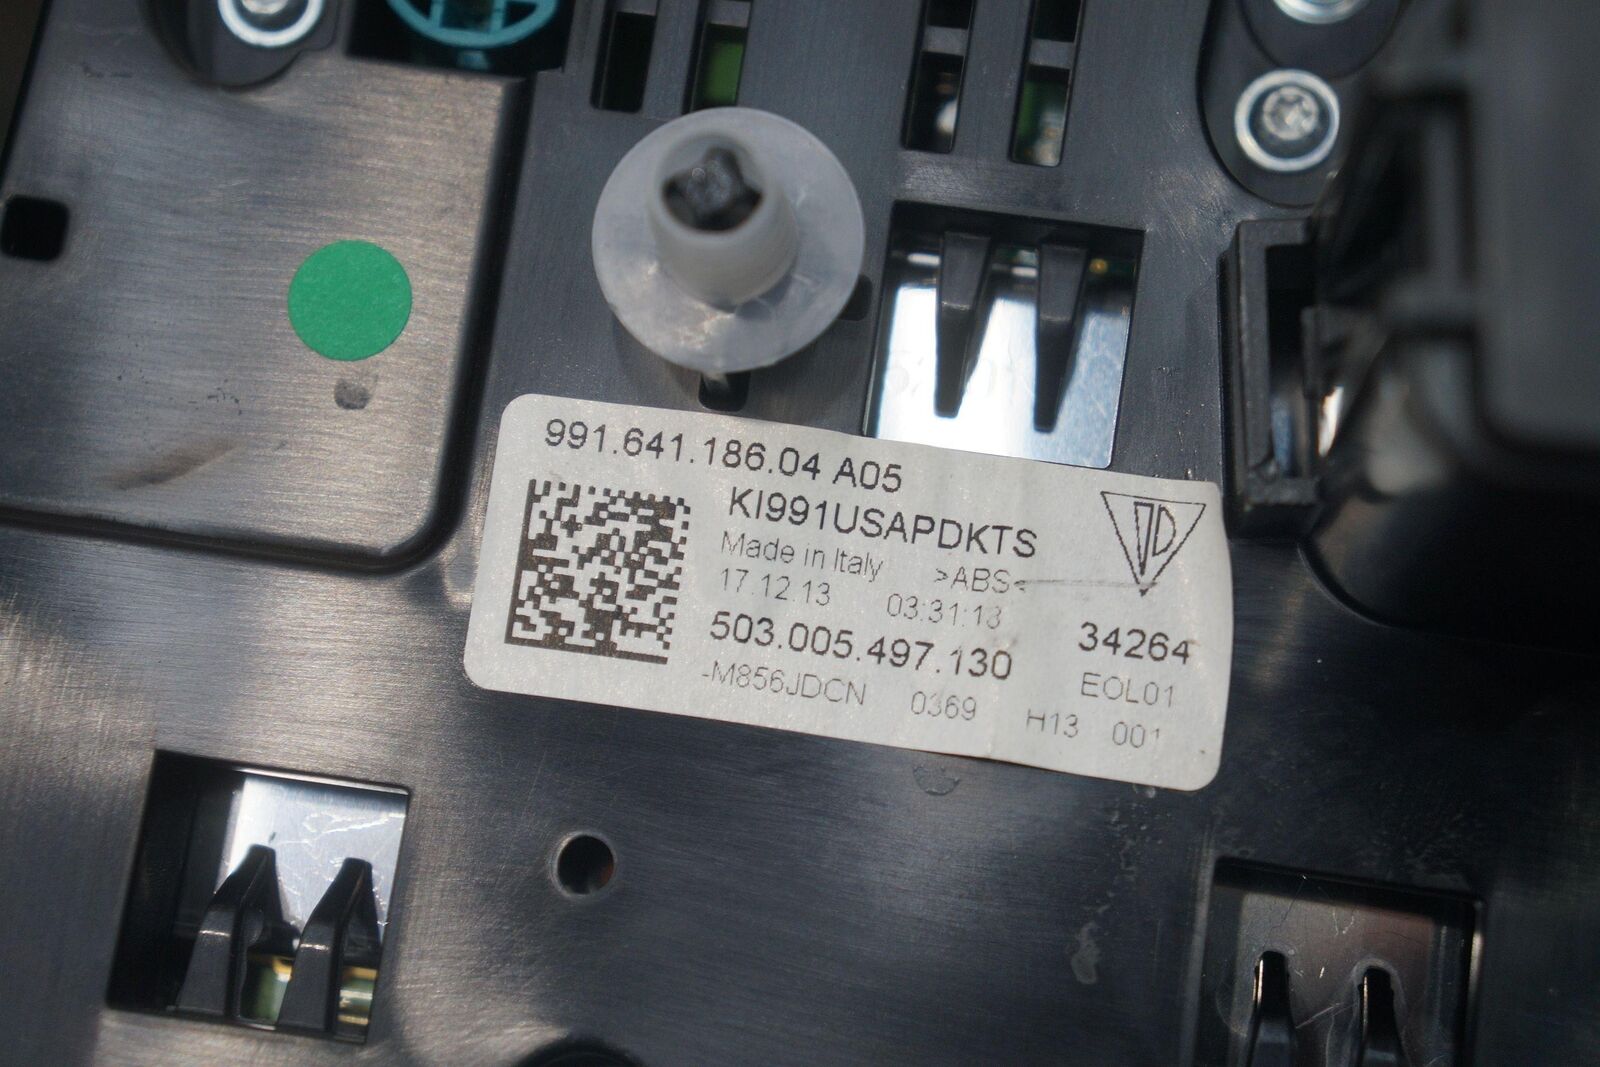 991.641.186.04 A05
KI991USAPDKTS
Made in Italy >ABS<
17.12.13 03:31:13
503.005.497.130 34264
-M856JDCN 0369 EOL01
H13 001